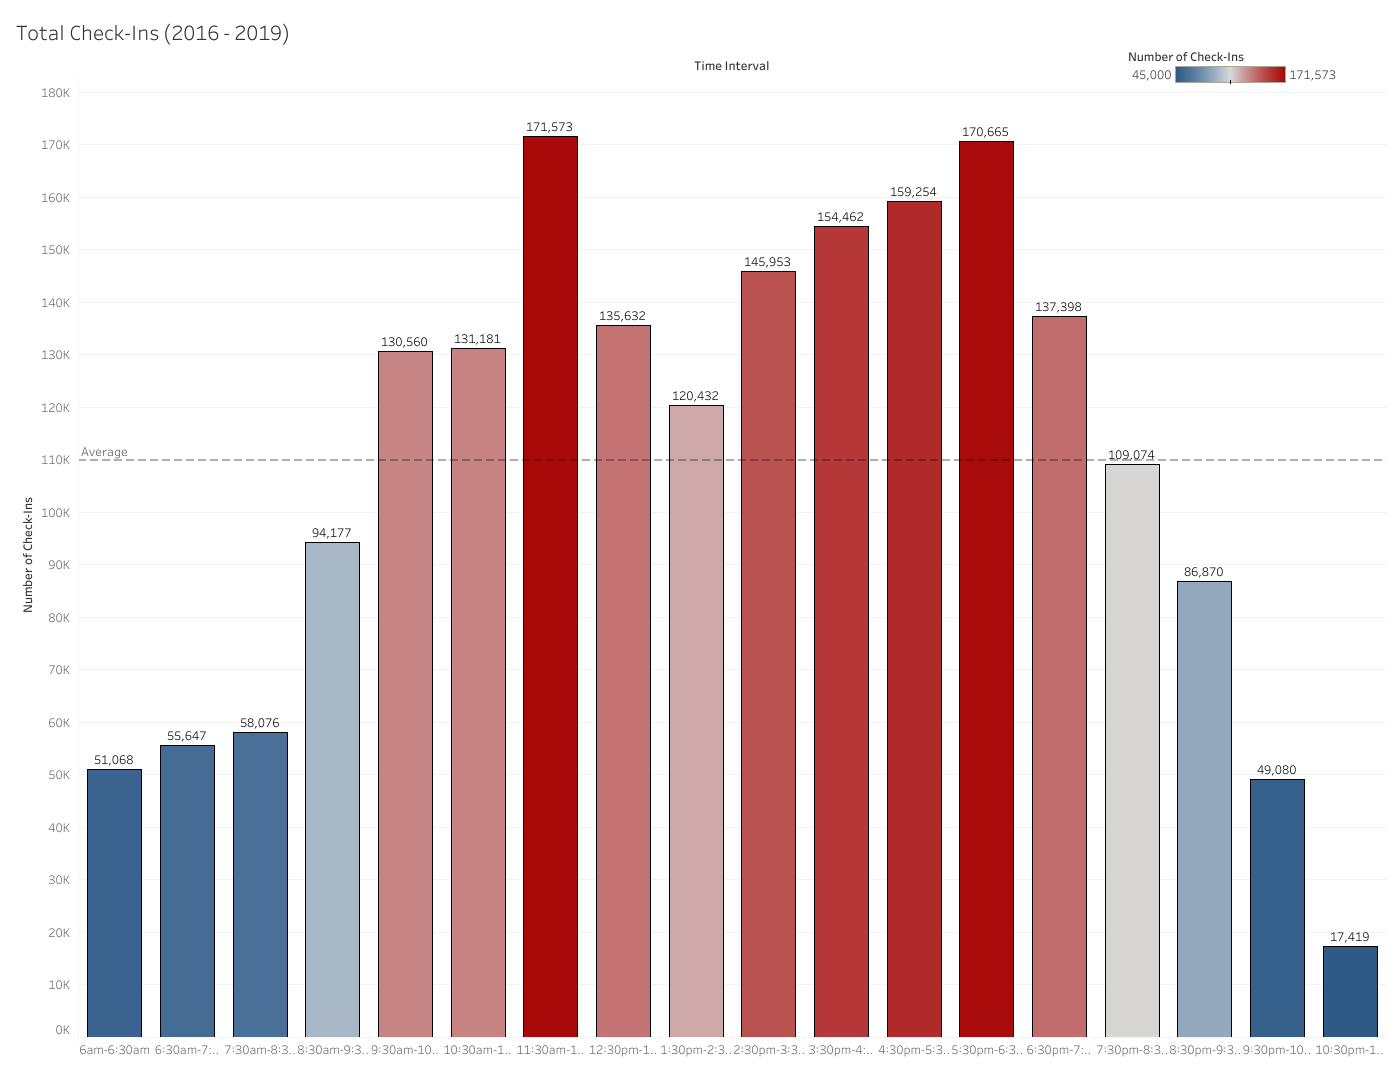 Total Check-Ins (2016 - 2019)
Time Interval
Number of Check-Ins
45,000 171,573
Number of Check-Ins
180K
170K
160K
150K
140K
130K
120K
110K
100K
90K
80K
70K
60K
50K
40K
30K
20K
10K
0K
Average
51,068
55,647
58,076
94,177
130,560
131,181
171,573
135,632
120,432
145,953
154,462
159,254
170,665
137,398
109,074
86,870
49,080
17,419
6am-6:30am 6:30am-7:.. 7:30am-8:3.. 8:30am-9:3.. 9:30am-10.. 10:30am-1.. 11:30am-1.. 12:30pm-1.. 1:30pm-2:3.. 2:30pm-3:3.. 3:30pm-4:.. 4:30pm-5:3.. 5:30pm-6:3.. 6:30pm-7:.. 7:30pm-8:3.. 8:30pm-9:3.. 9:30pm-10.. 10:30pm-1..